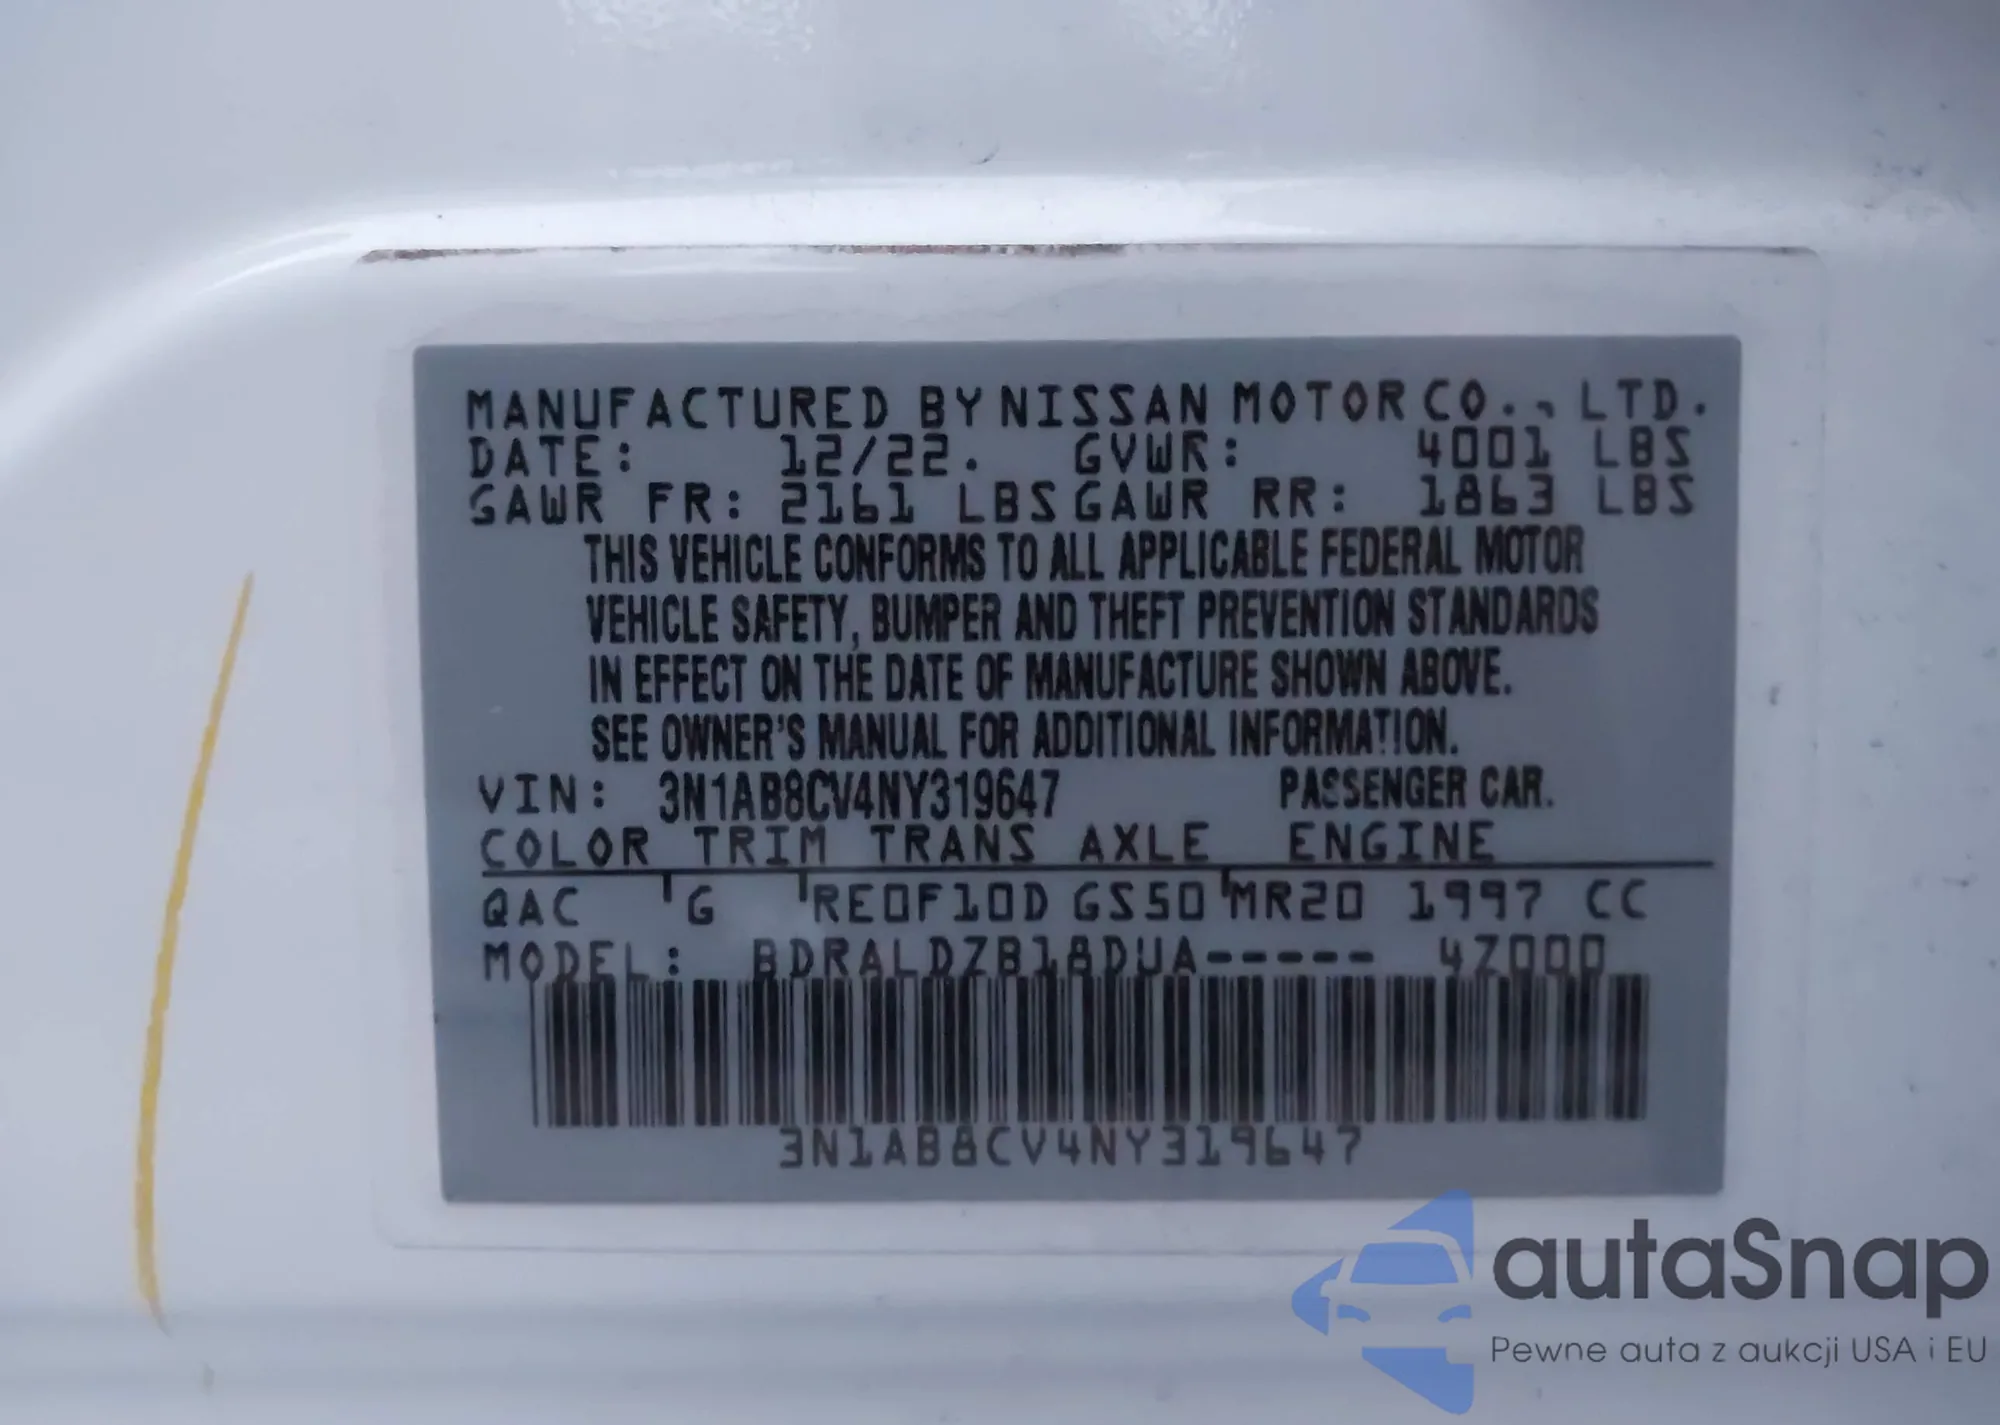 MANUFACTURED BY NISSAN MOTOR CO., LTD.
DATE: 12/22. GVWR: 4001 LBS
GAWR FR: 2161 LBS GAWR RR: 1863 LBS
THIS VEHICLE CONFORMS TO ALL APPLICABLE FEDERAL MOTOR
VEHICLE SAFETY, BUMPER AND THEFT PREVENTION STANDARDS
IN EFFECT ON THE DATE OF MANUFACTURE SHOWN ABOVE.
SEE OWNER'S MANUAL FOR ADDITIONAL INFORMATION.
VIN: 3N1AB8CV4NY319647 PASSENGER CAR.
COLOR TRIM TRANS AXLE ENGINE
QAC G RE0F10D GS50 MR20 1997 CC
MODEL: BDRALDZB18DUA----- 4Z000
3N1AB8CV4NY319647
autaSnap
Pewne auta z aukcji USA i EU